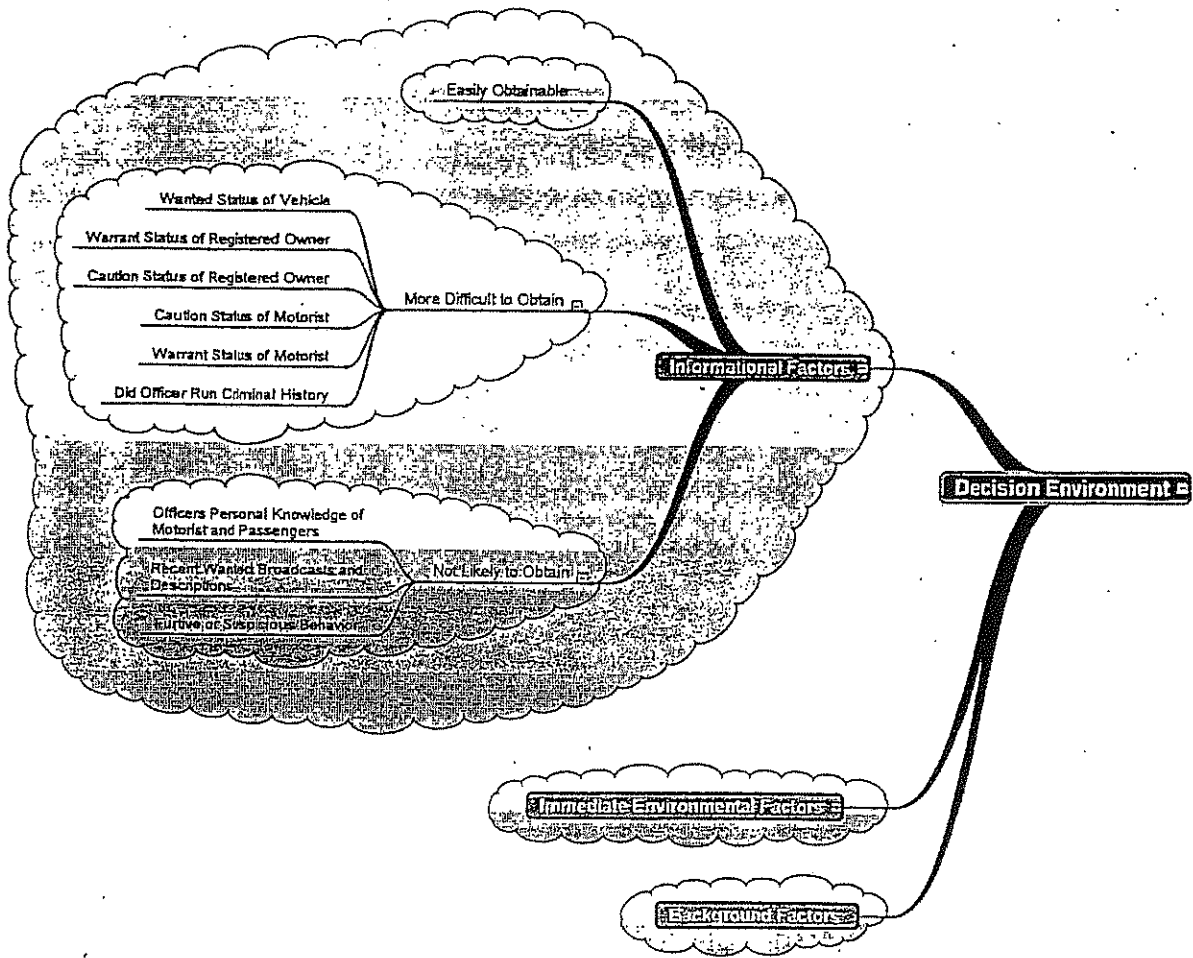 Easily Obtainable
Wanted Status of Vehicle
Warrant Status of Registered Owner
Caution Status of Registered Owner
Caution Status of Motorist
Warrant Status of Motorist
Did Officer Run Criminal History
More Difficult to Obtain
Informational Factors
Decision Environment
Officers Personal Knowledge of
Motorist and Passengers
Recent Wanted Broadcasts and
Descriptions
Furtive or Suspicious Behavior
Not Likely to Obtain
Immediate Environmental Factors
Background Factors